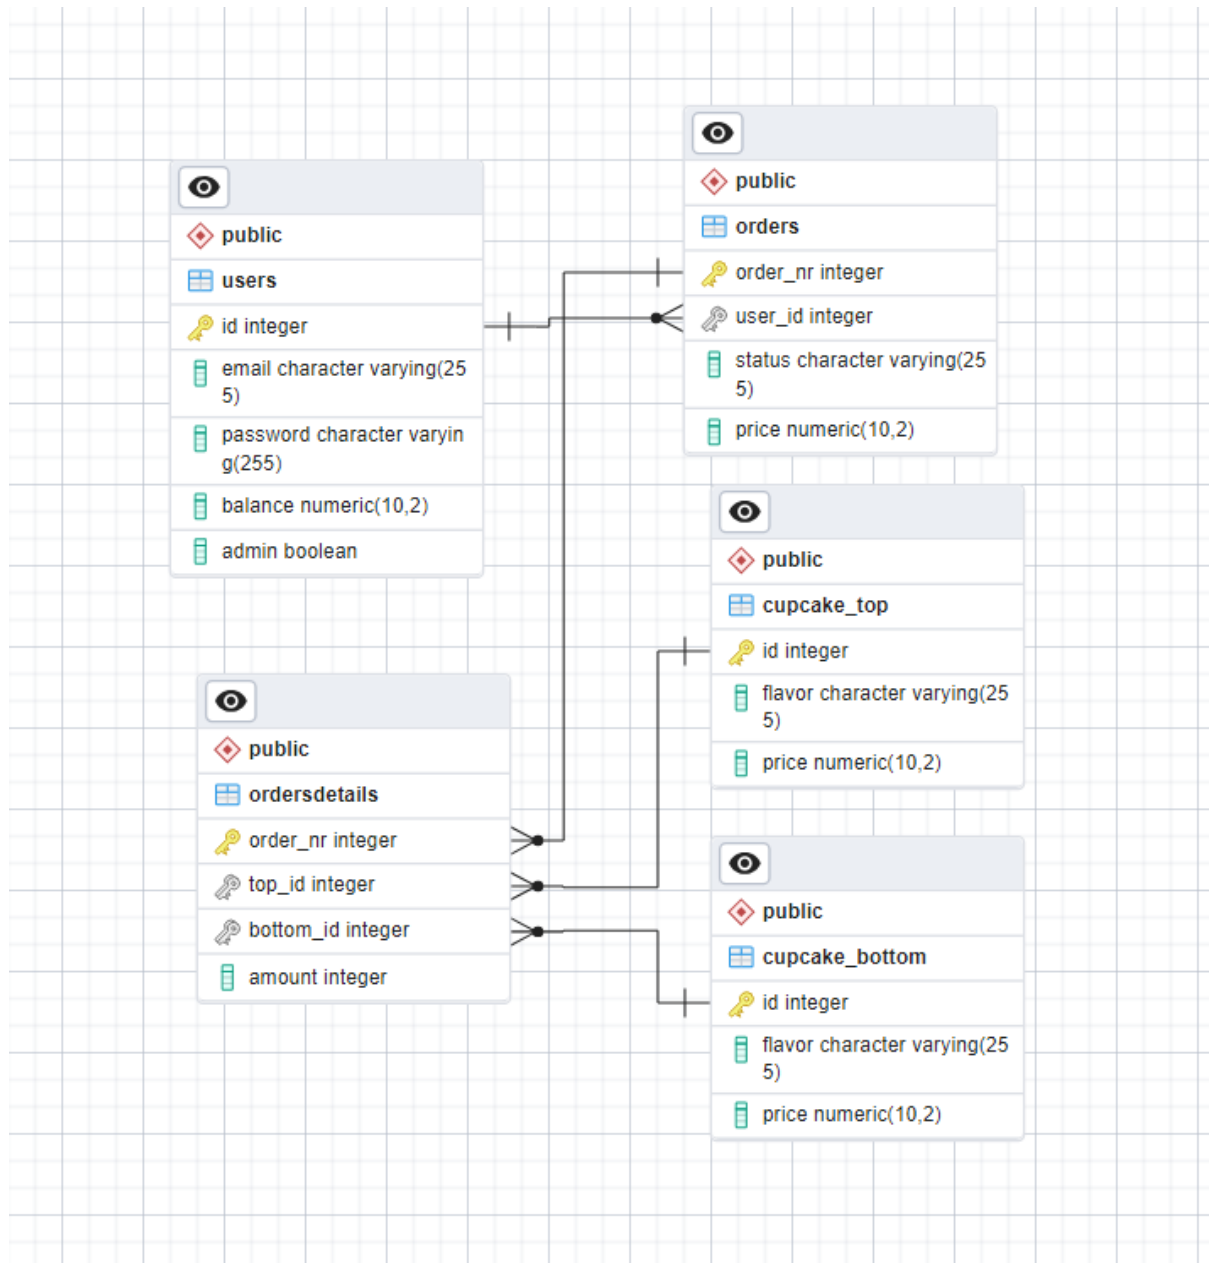 public
users
id integer
email character varying(25
5)
password character varyin
g(255)
balance numeric(10,2)
admin boolean
public
orders
order_nr integer
user_id integer
status character varying(25
5)
price numeric(10,2)
public
cupcake_top
id integer
flavor character varying(25
5)
price numeric(10,2)
public
ordersdetails
order_nr integer
top_id integer
bottom_id integer
amount integer
public
cupcake_bottom
id integer
flavor character varying(25
5)
price numeric(10,2)